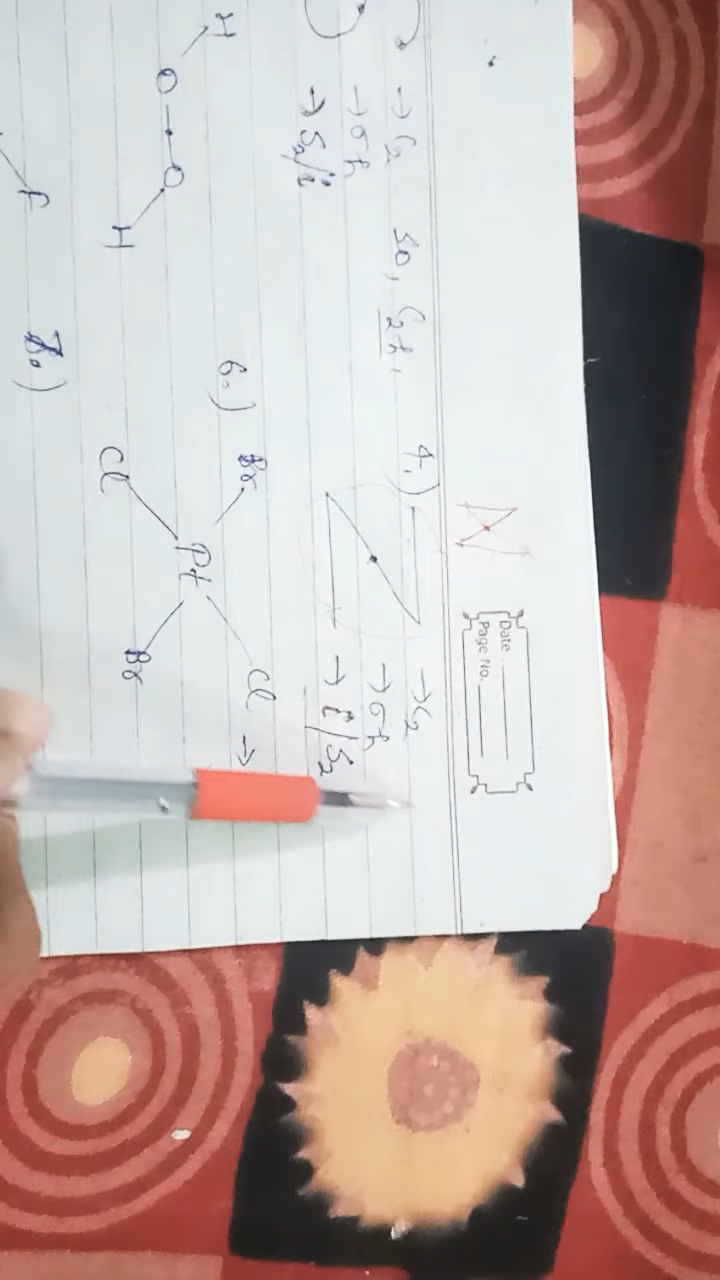 Date
Page No.
→ C2 so, C2h,
→ σh
→ S2/i
4.)
→ C2
→ σh
→ i/S2
H
O — O
H
6.)
Br Cl →
Pt
Cl Br
f
8.)